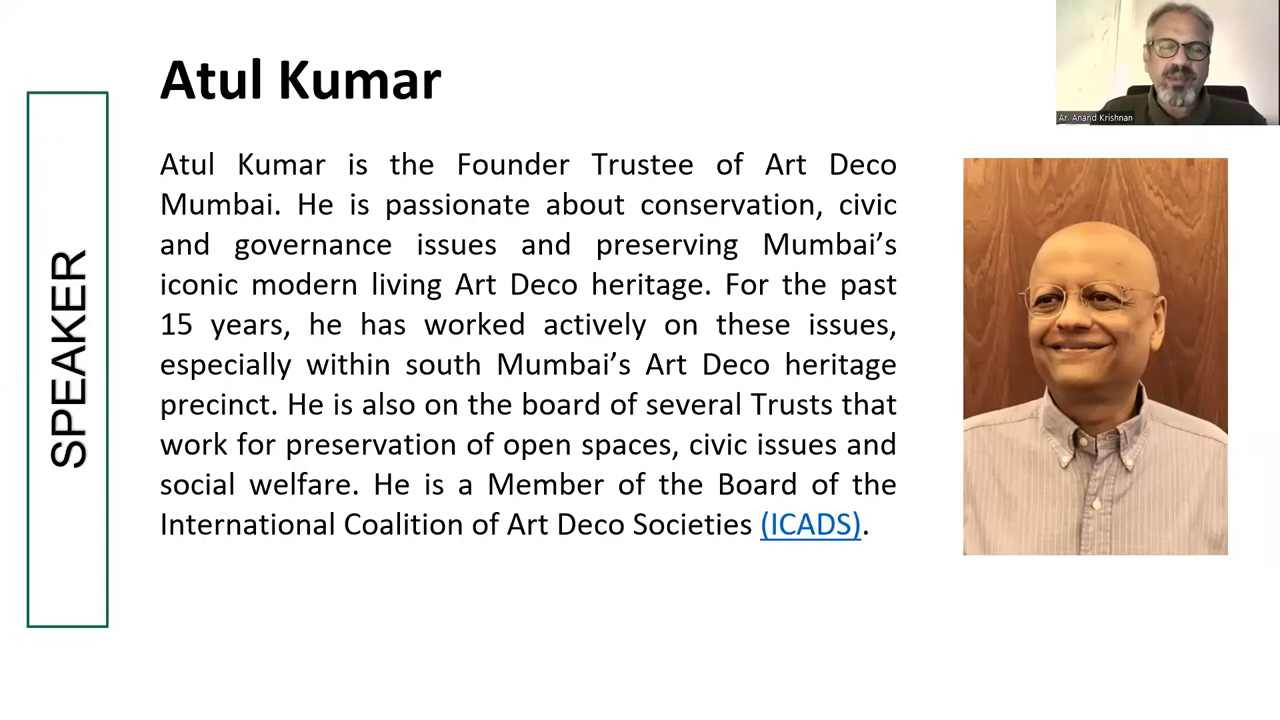 Atul Kumar
Ar. Anand Krishnan
SPEAKER
Atul Kumar is the Founder Trustee of Art Deco
Mumbai. He is passionate about conservation, civic
and governance issues and preserving Mumbai’s
iconic modern living Art Deco heritage. For the past
15 years, he has worked actively on these issues,
especially within south Mumbai’s Art Deco heritage
precinct. He is also on the board of several Trusts that
work for preservation of open spaces, civic issues and
social welfare. He is a Member of the Board of the
International Coalition of Art Deco Societies (ICADS).